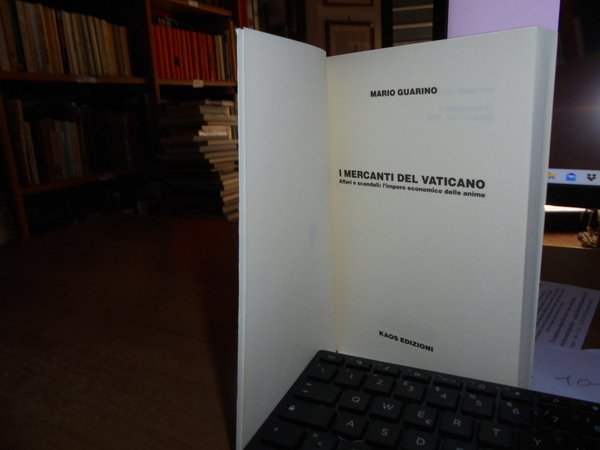 MARIO GUARINO
I MERCANTI DEL VATICANO
Affari e scandali: l'impero economico delle anime
KAOS EDIZIONI
Q W E R T Y
A S D